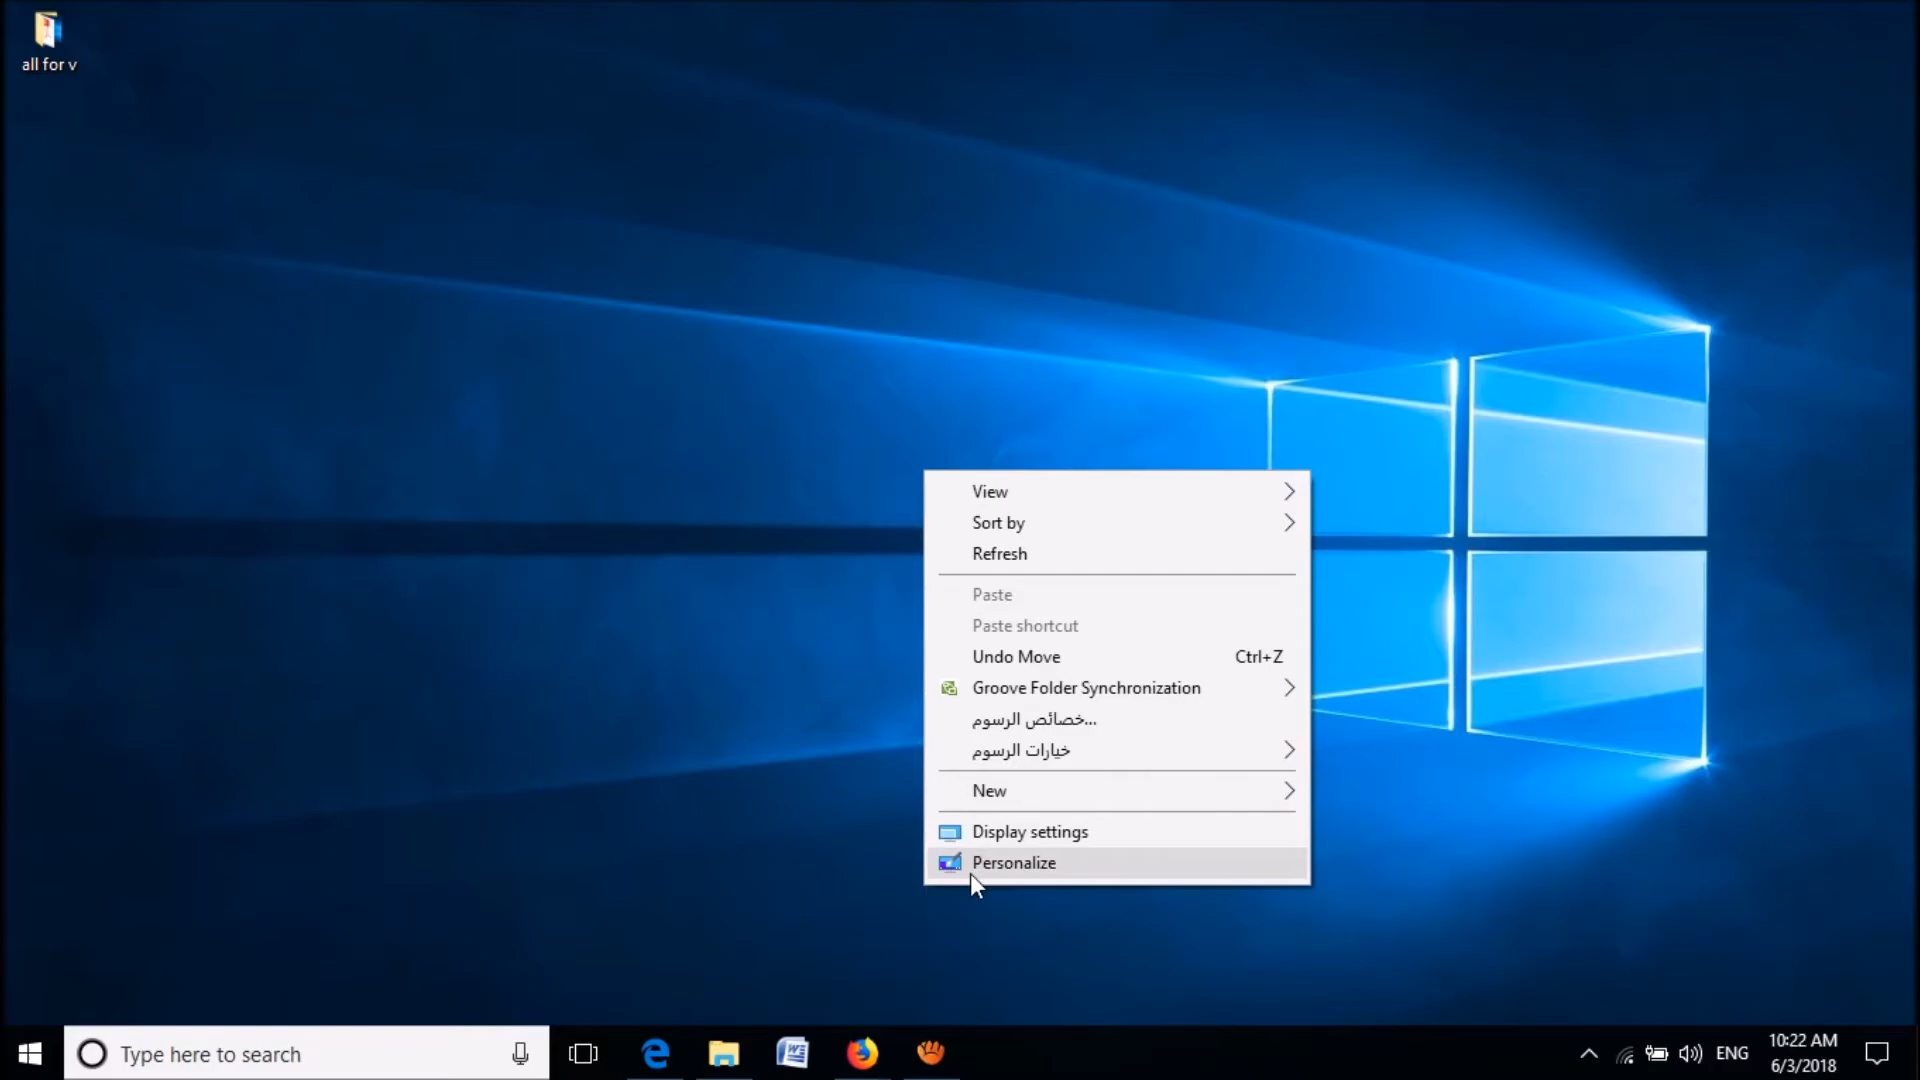 all for v
View
Sort by
Refresh
Paste
Paste shortcut
Undo Move Ctrl+Z
Groove Folder Synchronization
خصائص الرسوم...
خيارات الرسوم
New
Display settings
Personalize
Type here to search
ENG
10:22 AM
6/3/2018